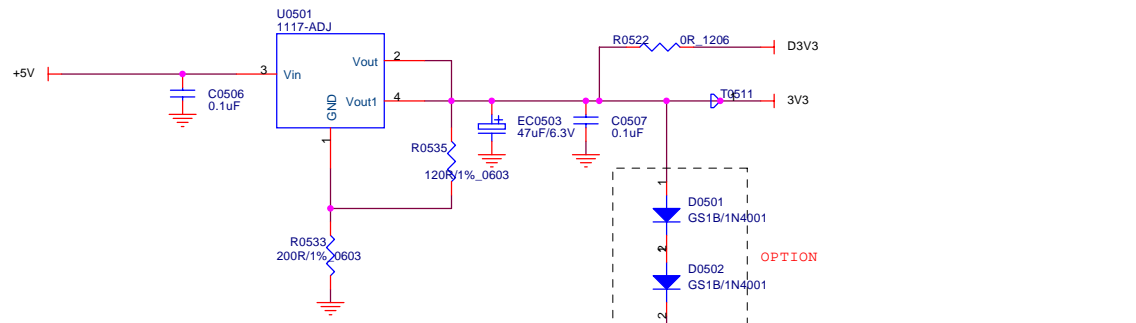 U0501
1117-ADJ
R0522
0R_1206
D3V3
+5V
3
Vin
Vout
2
C0506
0.1uF
GND
Vout1
4
T0511
1
3V3
1
EC0503
47uF/6.3V
C0507
0.1uF
R0535
120R/1%_0603
1
D0501
GS1B/1N4001
R0533
200R/1%_0603
2
OPTION
D0502
GS1B/1N4001
2